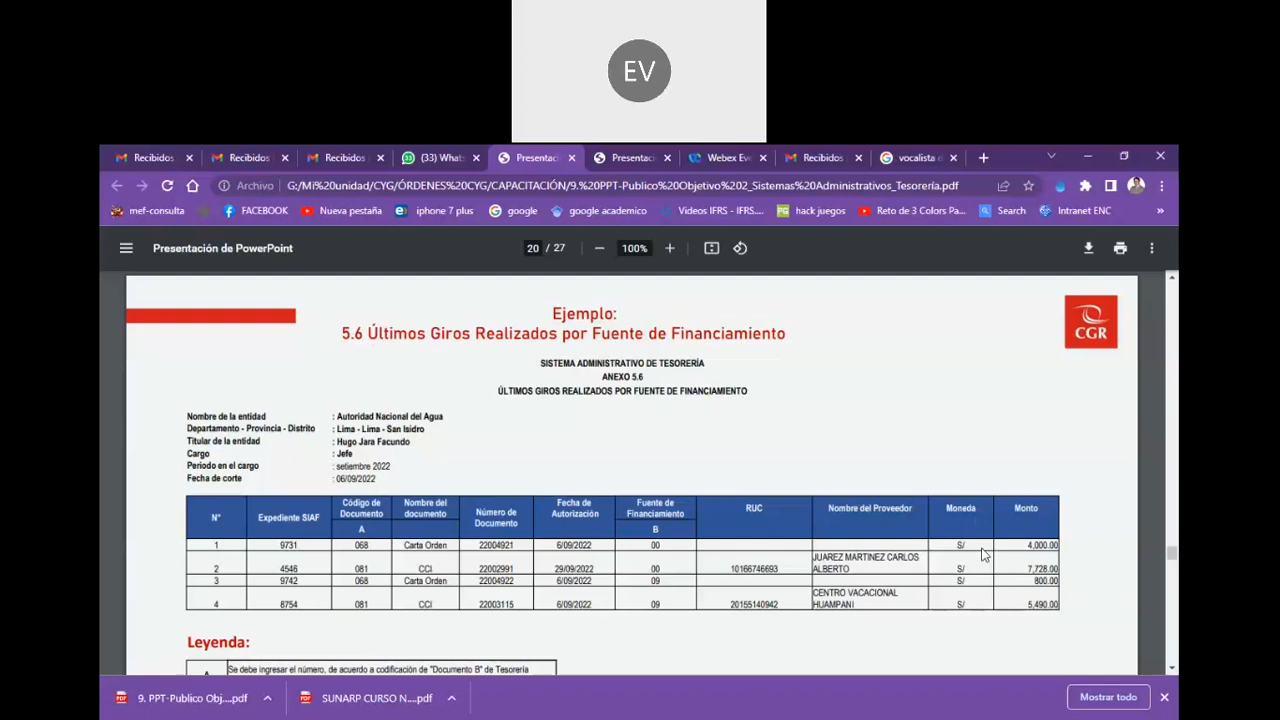 EV
Recibidos
Recibidos
Recibidos
(33) What
Presentaci
Presentaci
Webex Eve
Recibidos
vocalista d
Archivo
G:/Mi%20unidad/CYG/ÓRDENES%20CYG/CAPACITACIÓN/9.%20PPT-Publico%20Objetivo%202_Sistemas%20Administrativos_Tesorería.pdf
mef-consulta
FACEBOOK
Nueva pestaña
iphone 7 plus
google
google academico
Videos IFRS - IFRS....
hack juegos
Reto de 3 Colors Pa...
Search
Intranet ENC
»
Presentación de PowerPoint
20 / 27
100%
Ejemplo:
5.6 Últimos Giros Realizados por Fuente de Financiamiento
CGR
SISTEMA ADMINISTRATIVO DE TESORERÍA
ANEXO 5.6
ÚLTIMOS GIROS REALIZADOS POR FUENTE DE FINANCIAMIENTO
Nombre de la entidad : Autoridad Nacional del Agua
Departamento - Provincia - Distrito : Lima - Lima - San Isidro
Titular de la entidad : Hugo Jara Facundo
Cargo : Jefe
Periodo en el cargo : setiembre 2022
Fecha de corte : 06/09/2022
N° Expediente SIAF Código de Documento A Nombre del documento Número de Documento Fecha de Autorización Fuente de Financiamiento B RUC Nombre del Proveedor Moneda Monto
1 9731 068 Carta Orden 22004921 6/09/2022 00 S/ 4,000.00
2 4546 081 CCI 22002991 29/09/2022 00 10166746693 JUAREZ MARTINEZ CARLOS ALBERTO S/ 7,728.00
3 9742 068 Carta Orden 22004922 6/09/2022 09 S/ 800.00
4 8754 081 CCI 22003115 6/09/2022 09 20155140942 CENTRO VACACIONAL HUAMPANI S/ 5,490.00
Leyenda:
A Se debe ingresar el número, de acuerdo a codificación de "Documento B" de Tesorería
9. PPT-Publico Obj....pdf
SUNARP CURSO N....pdf
Mostrar todo